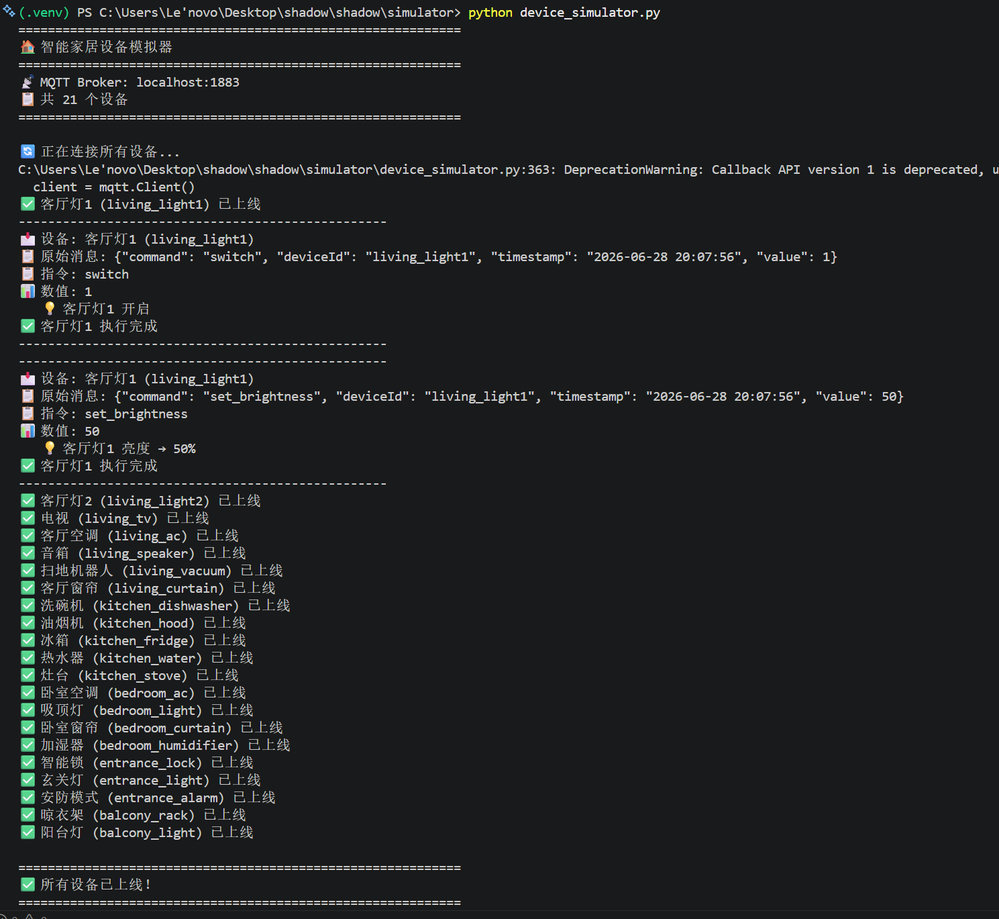 (.venv) PS C:\Users\Le'novo\Desktop\shadow\shadow\simulator> python device_simulator.py
============================================================
🏠 智能家居设备模拟器
============================================================
📡 MQTT Broker: localhost:1883
📋 共 21 个设备
============================================================
🔄 正在连接所有设备...
C:\Users\Le'novo\Desktop\shadow\shadow\simulator\device_simulator.py:363: DeprecationWarning: Callback API version 1 is deprecated, u
client = mqtt.Client()
✅ 客厅灯1 (living_light1) 已上线
--------------------------------------------------
📩 设备: 客厅灯1 (living_light1)
📋 原始消息: {"command": "switch", "deviceId": "living_light1", "timestamp": "2026-06-28 20:07:56", "value": 1}
📋 指令: switch
📊 数值: 1
💡 客厅灯1 开启
✅ 客厅灯1 执行完成
--------------------------------------------------
--------------------------------------------------
📩 设备: 客厅灯1 (living_light1)
📋 原始消息: {"command": "set_brightness", "deviceId": "living_light1", "timestamp": "2026-06-28 20:07:56", "value": 50}
📋 指令: set_brightness
📊 数值: 50
💡 客厅灯1 亮度 → 50%
✅ 客厅灯1 执行完成
--------------------------------------------------
✅ 客厅灯2 (living_light2) 已上线
✅ 电视 (living_tv) 已上线
✅ 客厅空调 (living_ac) 已上线
✅ 音箱 (living_speaker) 已上线
✅ 扫地机器人 (living_vacuum) 已上线
✅ 客厅窗帘 (living_curtain) 已上线
✅ 洗碗机 (kitchen_dishwasher) 已上线
✅ 油烟机 (kitchen_hood) 已上线
✅ 冰箱 (kitchen_fridge) 已上线
✅ 热水器 (kitchen_water) 已上线
✅ 灶台 (kitchen_stove) 已上线
✅ 卧室空调 (bedroom_ac) 已上线
✅ 吸顶灯 (bedroom_light) 已上线
✅ 卧室窗帘 (bedroom_curtain) 已上线
✅ 加湿器 (bedroom_humidifier) 已上线
✅ 智能锁 (entrance_lock) 已上线
✅ 玄关灯 (entrance_light) 已上线
✅ 安防模式 (entrance_alarm) 已上线
✅ 晾衣架 (balcony_rack) 已上线
✅ 阳台灯 (balcony_light) 已上线
============================================================
✅ 所有设备已上线!
============================================================